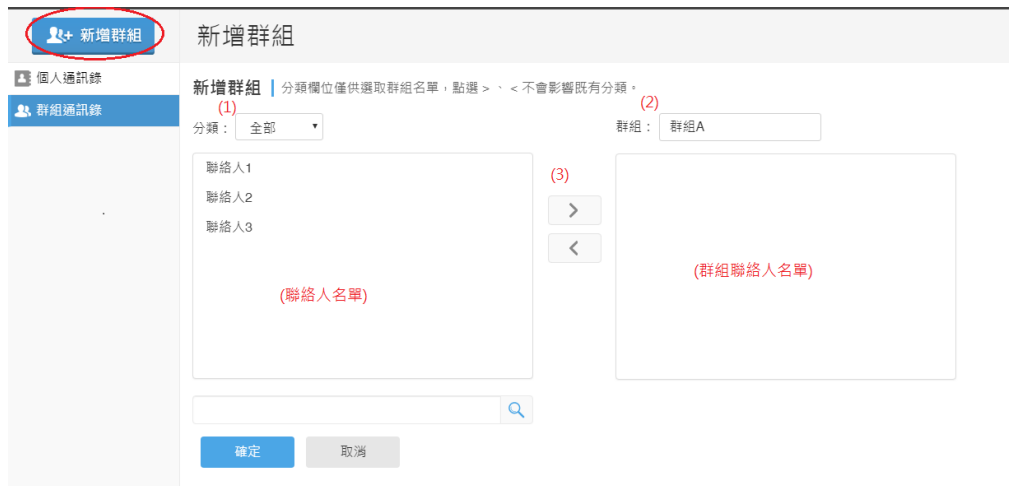 新增群組
新增群組
個人通訊錄
群組通訊錄
新增群組 分類欄位僅供選取群組名單，點選 > 、 < 不會影響既有分類。
(1)
(2)
分類： 全部
群組： 群組A
聯絡人1
聯絡人2
聯絡人3
(3)
(聯絡人名單)
(群組聯絡人名單)
確定
取消